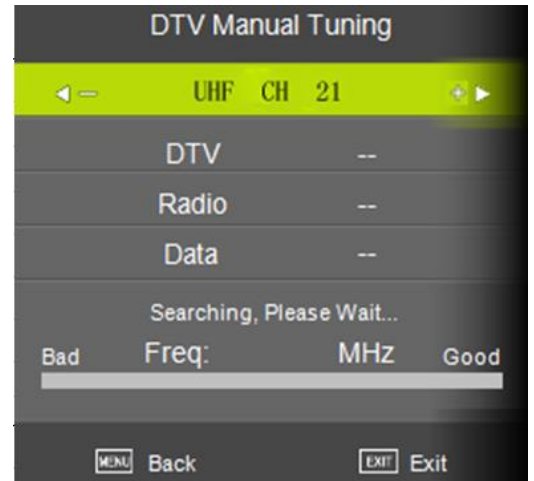 DTV Manual Tuning
UHF CH 21
DTV --
Radio --
Data --
Searching, Please Wait...
Bad Freq: MHz Good
MENU Back EXIT Exit